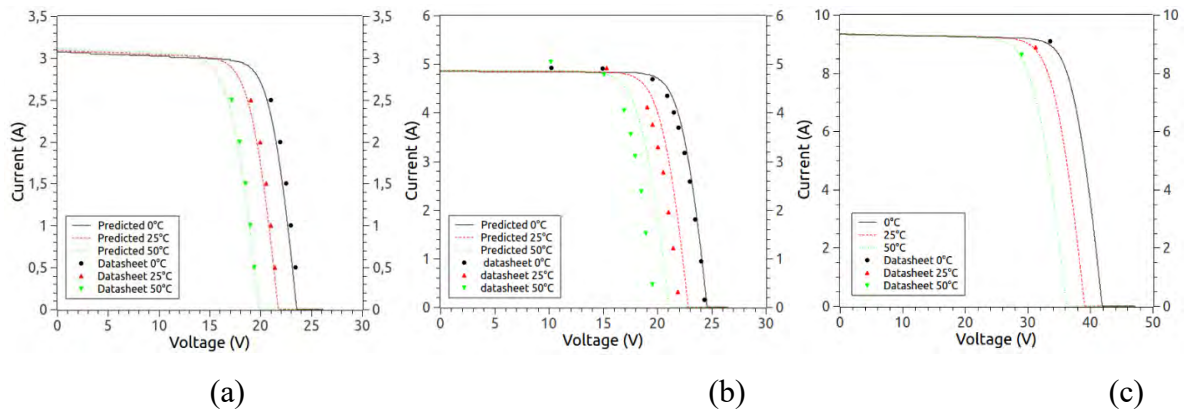 3,5
3
2,5
2
1,5
1
0,5
0
3,5
3
2,5
2
1,5
1
0,5
0
0 5 10 15 20 25 30
Current (A)
Voltage (V)
Predicted 0°C
Predicted 25°C
Predicted 50°C
Datasheet 0°C
Datasheet 25°C
Datasheet 50°C
6
5
4
3
2
1
0
6
5
4
3
2
1
0
0 5 10 15 20 25 30
Current (A)
Voltage (V)
Predicted 0°C
Predicted 25°C
Predicted 50°C
datasheet 0°C
datasheet 25°C
datasheet 50°C
10
8
6
4
2
0
10
8
6
4
2
0
0 10 20 30 40 50
Current (A)
Voltage (V)
0°C
25°C
50°C
Datasheet 0°C
Datasheet 25°C
Datasheet 50°C
(a) (b) (c)